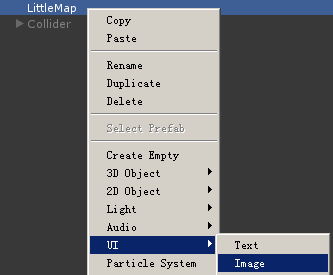 LittleMap
Collider
Copy
Paste
Rename
Duplicate
Delete
Select Prefab
Create Empty
3D Object
2D Object
Light
Audio
UI
Particle System
Text
Image